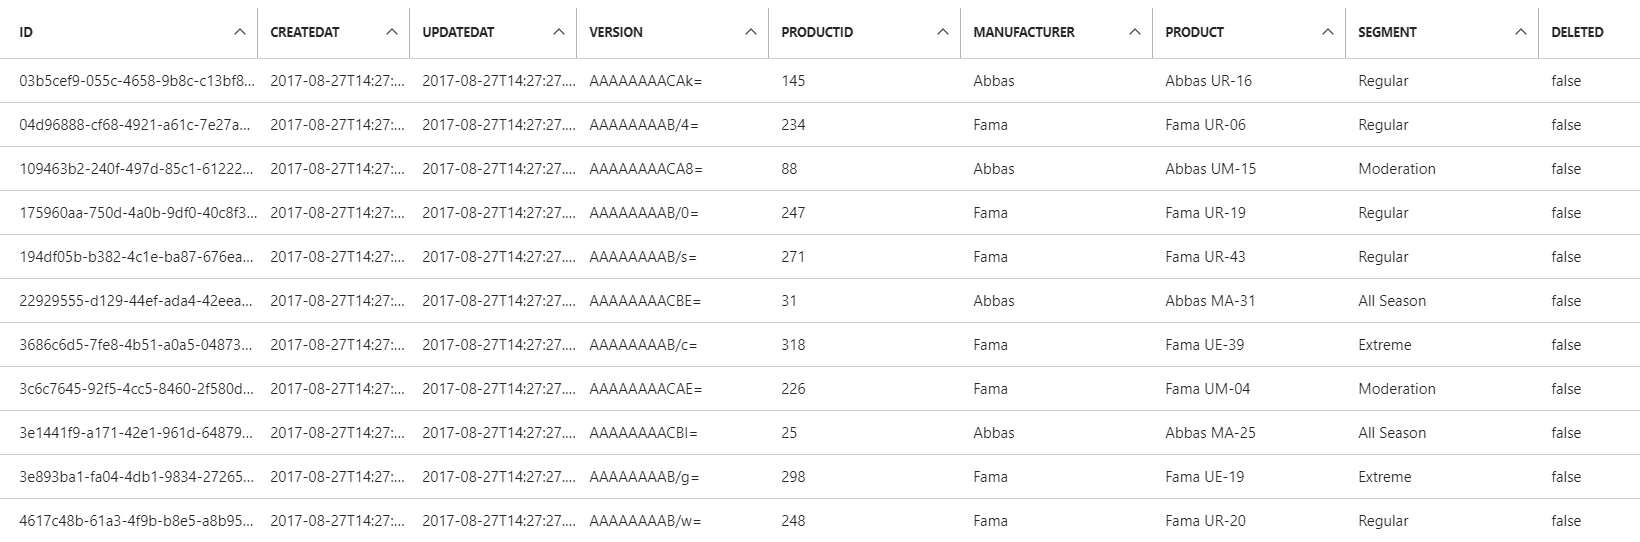 ID CREATEDAT UPDATEDAT VERSION PRODUCTID MANUFACTURER PRODUCT SEGMENT DELETED
03b5cef9-055c-4658-9b8c-c13bf8... 2017-08-27T14:27:... 2017-08-27T14:27:27.... AAAAAAAACAk= 145 Abbas Abbas UR-16 Regular false
04d96888-cf68-4921-a61c-7e27a... 2017-08-27T14:27:... 2017-08-27T14:27:27.... AAAAAAAAB/4= 234 Fama Fama UR-06 Regular false
109463b2-240f-497d-85c1-61222... 2017-08-27T14:27:... 2017-08-27T14:27:27.... AAAAAAAACA8= 88 Abbas Abbas UM-15 Moderation false
175960aa-750d-4a0b-9df0-40c8f3... 2017-08-27T14:27:... 2017-08-27T14:27:27.... AAAAAAAAB/0= 247 Fama Fama UR-19 Regular false
194df05b-b382-4c1e-ba87-676ea... 2017-08-27T14:27:... 2017-08-27T14:27:27.... AAAAAAAAB/s= 271 Fama Fama UR-43 Regular false
22929555-d129-44ef-ada4-42eea... 2017-08-27T14:27:... 2017-08-27T14:27:27.... AAAAAAAACBE= 31 Abbas Abbas MA-31 All Season false
3686c6d5-7fe8-4b51-a0a5-04873... 2017-08-27T14:27:... 2017-08-27T14:27:27.... AAAAAAAAB/c= 318 Fama Fama UE-39 Extreme false
3c6c7645-92f5-4cc5-8460-2f580d... 2017-08-27T14:27:... 2017-08-27T14:27:27.... AAAAAAAACAE= 226 Fama Fama UM-04 Moderation false
3e1441f9-a171-42e1-961d-64879... 2017-08-27T14:27:... 2017-08-27T14:27:27.... AAAAAAAACBI= 25 Abbas Abbas MA-25 All Season false
3e893ba1-fa04-4db1-9834-27265... 2017-08-27T14:27:... 2017-08-27T14:27:27.... AAAAAAAAB/g= 298 Fama Fama UE-19 Extreme false
4617c48b-61a3-4f9b-b8e5-a8b95... 2017-08-27T14:27:... 2017-08-27T14:27:27.... AAAAAAAAB/w= 248 Fama Fama UR-20 Regular false